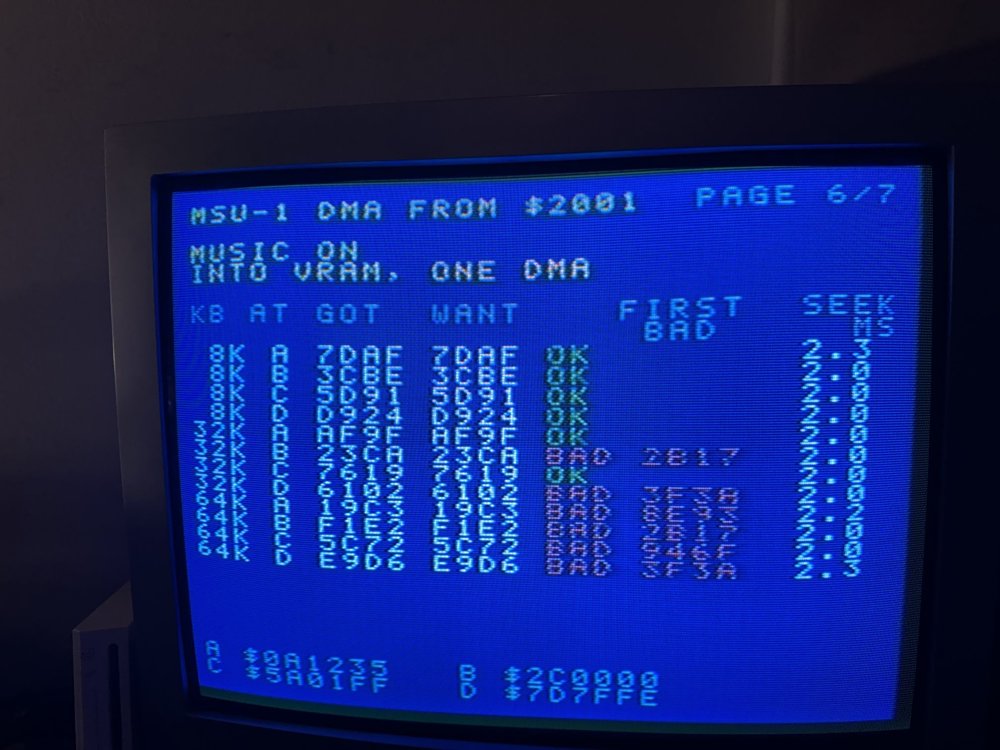 MSU-1 DMA FROM $2001 PAGE 6/7
MUSIC ON
INTO VRAM, ONE DMA
KB AT GOT WANT FIRST BAD SEEK MS
8K A 7DAF 7DAF OK 2.3
8K B 3CBE 3CBE OK 2.0
8K C 5D91 5D91 OK 2.0
8K D D924 D924 OK 2.0
32K A AF9F AF9F OK 2.0
32K B 23CA 23CA BAD 2B17 2.0
32K C 7619 7619 OK 2.0
32K D 6102 6102 BAD 3F3A 2.0
64K A 19C3 19C3 BAD 2.2
64K B F1E2 F1E2 BAD 2B17 2.0
64K C 5C72 5C72 BAD 946F 2.0
64K D E9D6 E9D6 BAD 3F3A 2.3
A $0A1235 B $2C0000
C $5A01FF D $7D7FFE